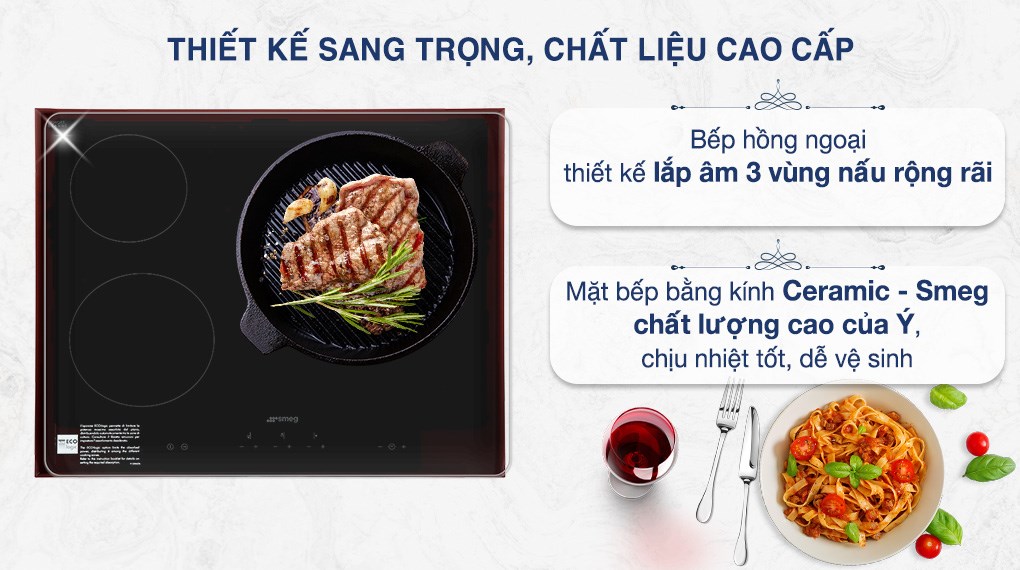 THIẾT KẾ SANG TRỌNG, CHẤT LIỆU CAO CẤP
Bếp hồng ngoại
thiết kế lắp âm 3 vùng nấu rộng rãi
Mặt bếp bằng kính Ceramic - Smeg
chất lượng cao của Ý,
chịu nhiệt tốt, dễ vệ sinh
smeg
ECO